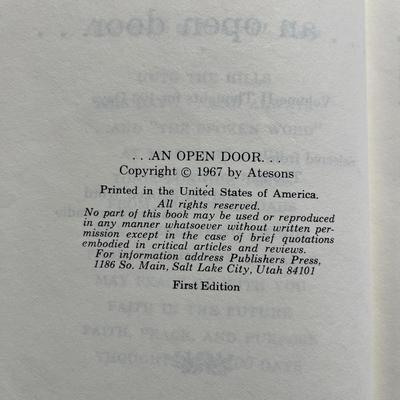 . . .AN OPEN DOOR. . .
Copyright © 1967 by Atesons
Printed in the United States of America.
All rights reserved.
No part of this book may be used or reproduced
in any manner whatsoever without written per-
mission except in the case of brief quotations
embodied in critical articles and reviews.
For information address Publishers Press,
1186 So. Main, Salt Lake City, Utah 84101
First Edition